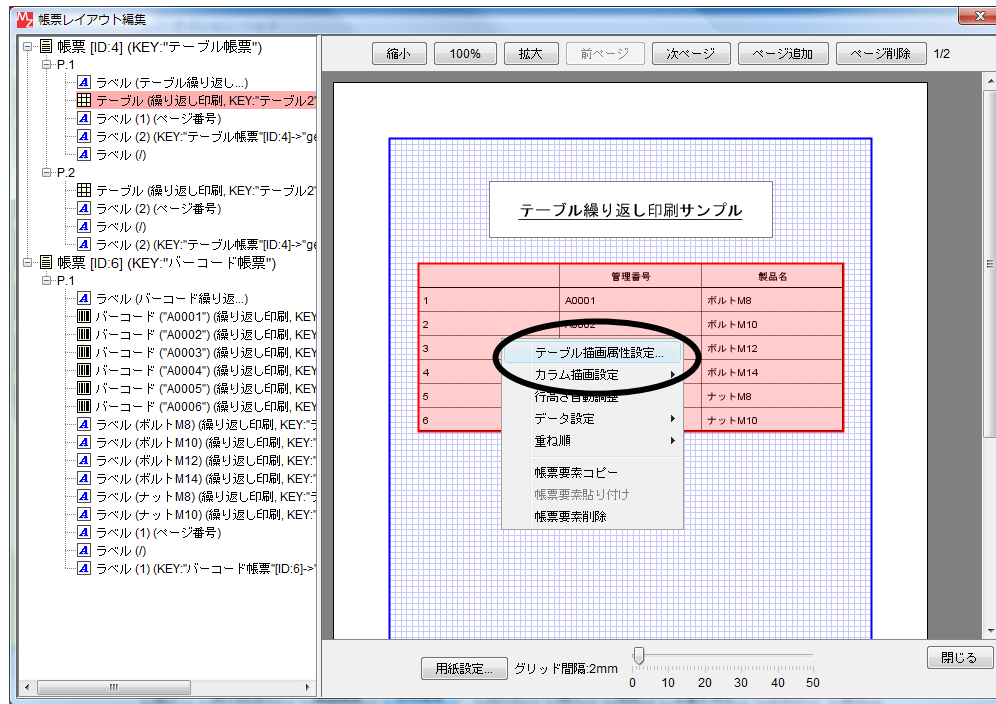 帳票レイアウト編集
帳票 [ID:4] (KEY:"テーブル帳票")
P.1
ラベル (テーブル繰り返し...)
テーブル (繰り返し印刷, KEY:"テーブル2"
ラベル (1) (ページ番号)
ラベル (2) (KEY:"テーブル帳票"[ID:4]->"ge
ラベル (/)
P.2
テーブル (繰り返し印刷, KEY:"テーブル2"
ラベル (2) (ページ番号)
ラベル (/)
ラベル (2) (KEY:"テーブル帳票"[ID:4]->"ge
帳票 [ID:6] (KEY:"バーコード帳票")
P.1
ラベル (バーコード繰り返...)
バーコード ("A0001") (繰り返し印刷, KEY
バーコード ("A0002") (繰り返し印刷, KEY
バーコード ("A0003") (繰り返し印刷, KEY
バーコード ("A0004") (繰り返し印刷, KEY
バーコード ("A0005") (繰り返し印刷, KEY
バーコード ("A0006") (繰り返し印刷, KEY
ラベル (ボルトM8) (繰り返し印刷, KEY:"テ
ラベル (ボルトM10) (繰り返し印刷, KEY:"
ラベル (ボルトM12) (繰り返し印刷, KEY:"
ラベル (ボルトM14) (繰り返し印刷, KEY:"
ラベル (ナットM8) (繰り返し印刷, KEY:"テ
ラベル (ナットM10) (繰り返し印刷, KEY:"
ラベル (1) (ページ番号)
ラベル (/)
ラベル (1) (KEY:"バーコード帳票"[ID:6]->"
縮小 100% 拡大 前ページ 次ページ ページ追加 ページ削除 1/2
テーブル繰り返し印刷サンプル
管理番号 製品名
1 A0001 ボルトM8
2 A0002 ボルトM10
3 ボルトM12
4 ボルトM14
5 ナットM8
6 ナットM10
テーブル描画属性設定...
カラム描画設定
行高さ自動調整
データ設定
重ね順
帳票要素コピー
帳票要素貼り付け
帳票要素削除
用紙設定... グリッド間隔:2mm
0 10 20 30 40 50
閉じる